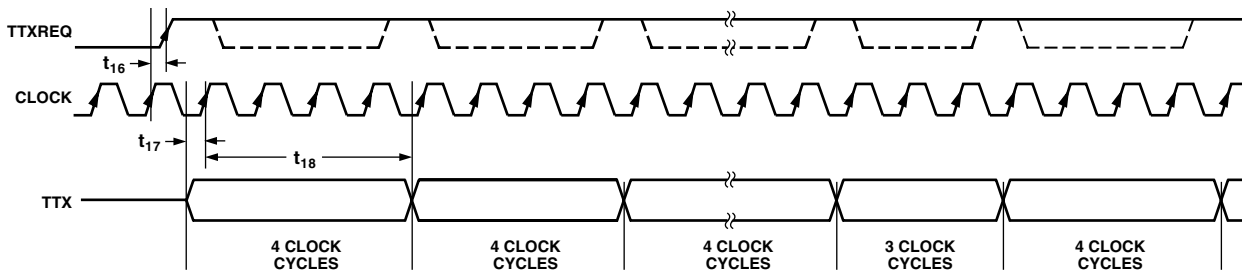 TTXREQ
t16
CLOCK
t17
t18
TTX
4 CLOCK
CYCLES
4 CLOCK
CYCLES
4 CLOCK
CYCLES
3 CLOCK
CYCLES
4 CLOCK
CYCLES